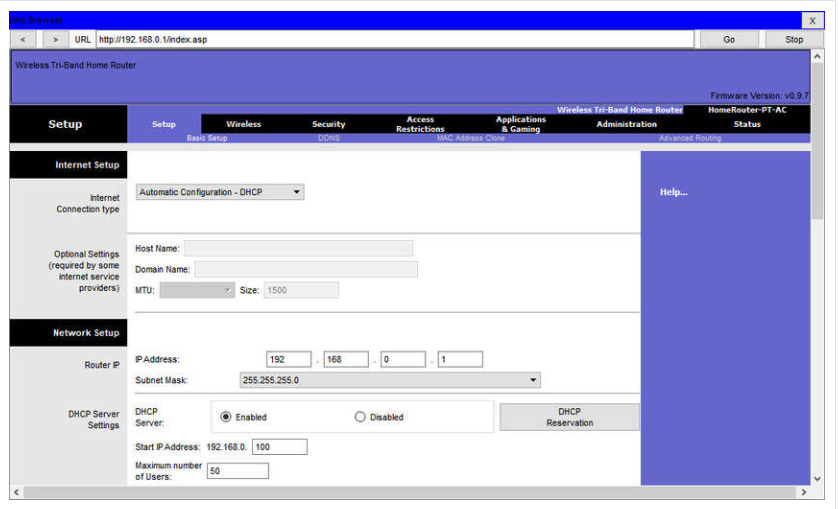 Web Browser X
< > URL http://192.168.0.1/index.asp Go Stop
Wireless Tri-Band Home Router
Firmware Version: v0.9.7
Wireless Tri-Band Home Router HomeRouter-PT-AC
Setup Setup Wireless Security Access Restrictions Applications & Gaming Administration Status
Basic Setup DDNS MAC Address Clone Advanced Routing
Internet Setup
Internet Connection type
Automatic Configuration - DHCP
Help...
Optional Settings
(required by some
internet service
providers)
Host Name:
Domain Name:
MTU: Size: 1500
Network Setup
Router IP
IP Address: 192 . 168 . 0 . 1
Subnet Mask: 255.255.255.0
DHCP Server
Settings
DHCP
Server:
Enabled Disabled
DHCP
Reservation
Start IP Address: 192.168.0. 100
Maximum number
of Users:
50